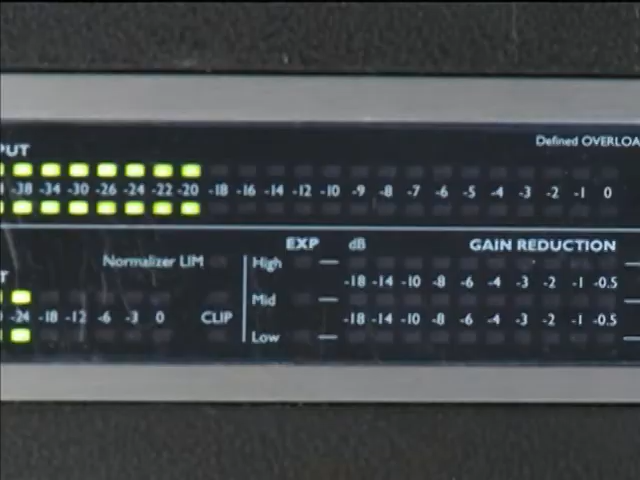 PUT
Defined OVERLOA
-38 -34 -30 -26 -24 -22 -20 -18 -16 -14 -12 -10 -9 -8 -7 -6 -5 -4 -3 -2 -1 0
EXP dB GAIN REDUCTION
Normalizer LIM High
-18 -14 -10 -8 -6 -4 -3 -2 -1 -0.5
T
Mid
-24 -18 -12 -6 -3 0 CLIP
-18 -14 -10 -8 -6 -4 -3 -2 -1 -0.5
Low